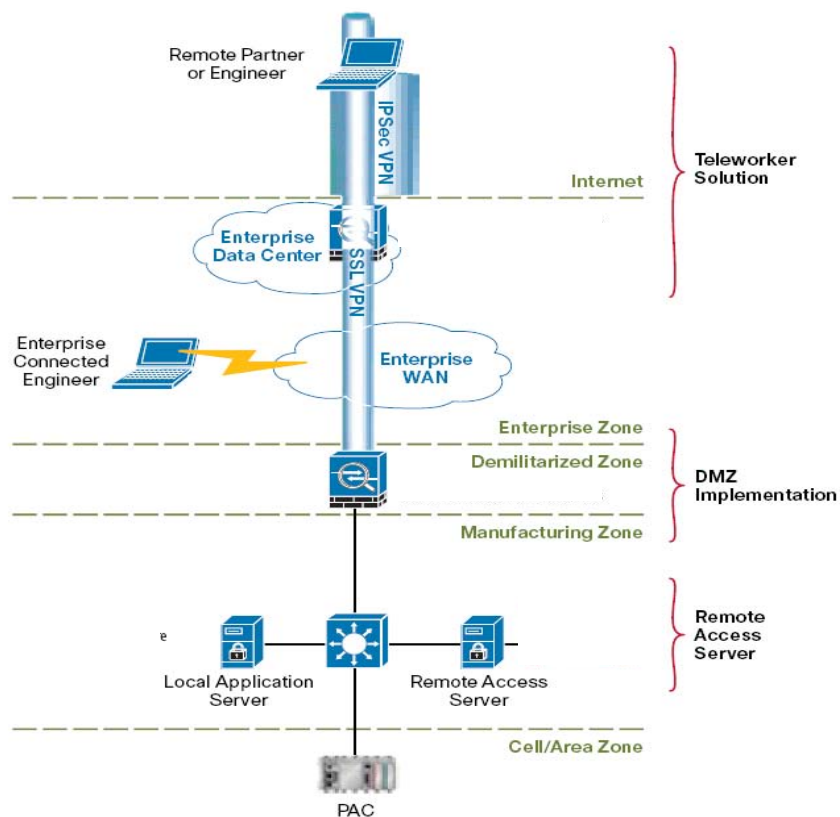 Remote Partner
or Engineer
IPSec VPN
Internet
Teleworker
Solution
Enterprise
Data Center
SSL VPN
Enterprise
Connected
Engineer
Enterprise
WAN
Enterprise Zone
Demilitarized Zone
DMZ
Implementation
Manufacturing Zone
e
Local Application
Server
Remote Access
Server
Remote
Access
Server
Cell/Area Zone
PAC